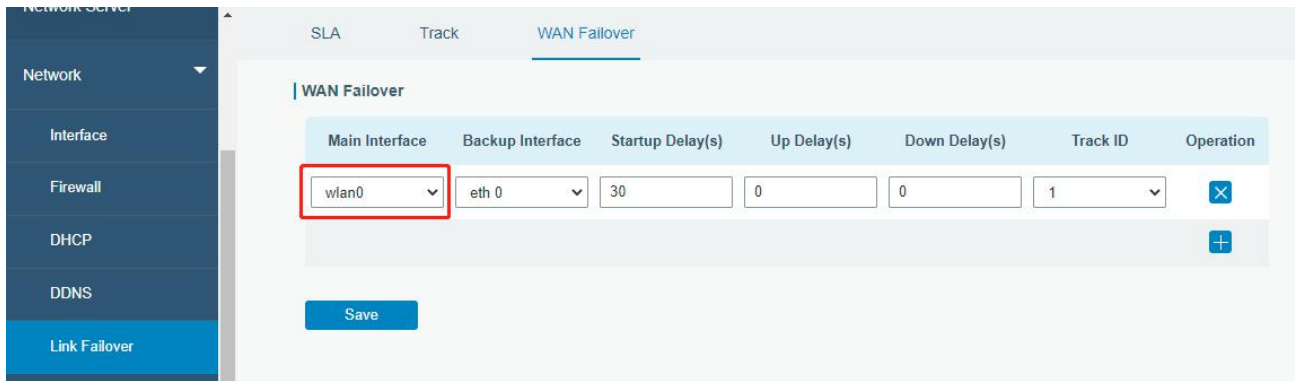 Network Server
SLA Track WAN Failover
Network
WAN Failover
Interface
Main Interface Backup Interface Startup Delay(s) Up Delay(s) Down Delay(s) Track ID Operation
Firewall
wlan0 eth 0 30 0 0 1
DHCP
DDNS
Save
Link Failover